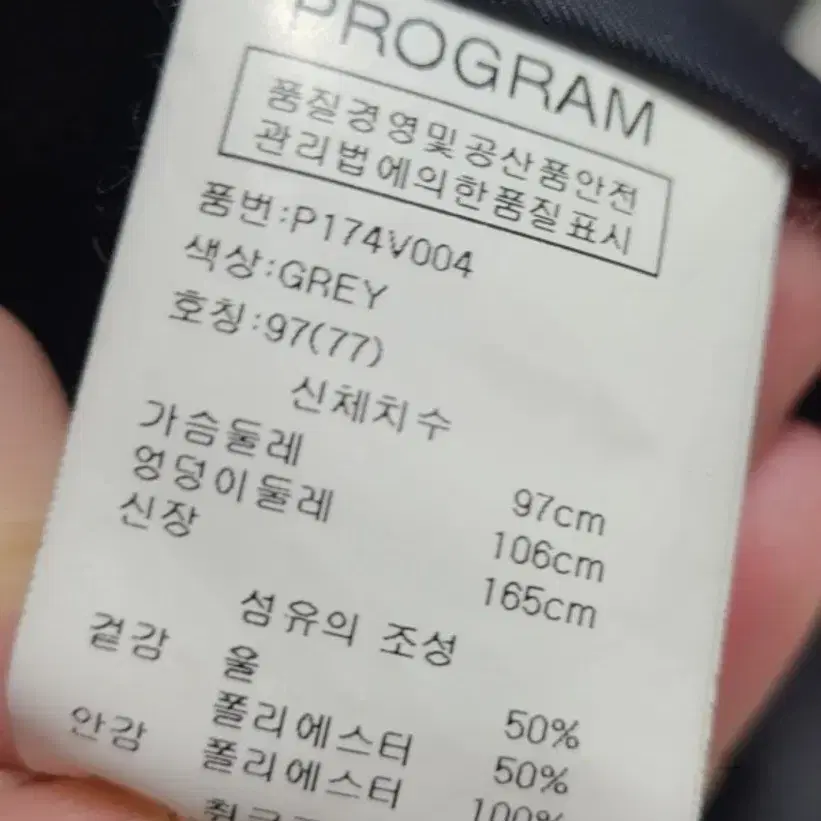 PROGRAM
품질경영및공산품안전
관리법에의한품질표시
품번:P174V004
색상:GREY
호칭:97(77)
신체치수
가슴둘레 97cm
엉덩이둘레 106cm
신장 165cm
섬유의 조성
겉감 울 50%
폴리에스터 50%
안감 폴리에스터 100%